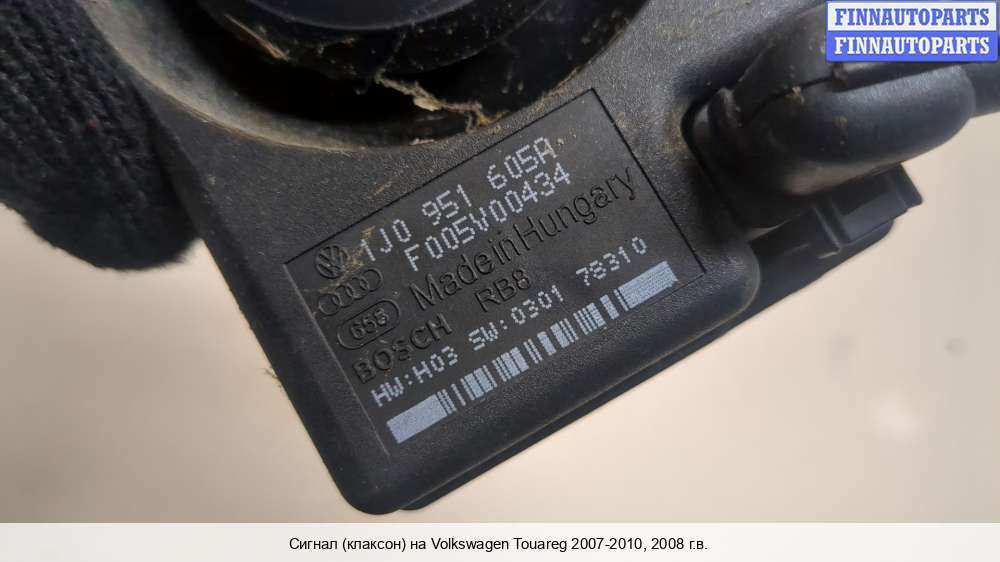 FINNAUTOPARTS
FINNAUTOPARTS
1J0 951 605A
F005V00434
Made in Hungary
658
BOSCH RB8
HW:H03 SW:0301 78310
Сигнал (клаксон) на Volkswagen Touareg 2007-2010, 2008 г.в.